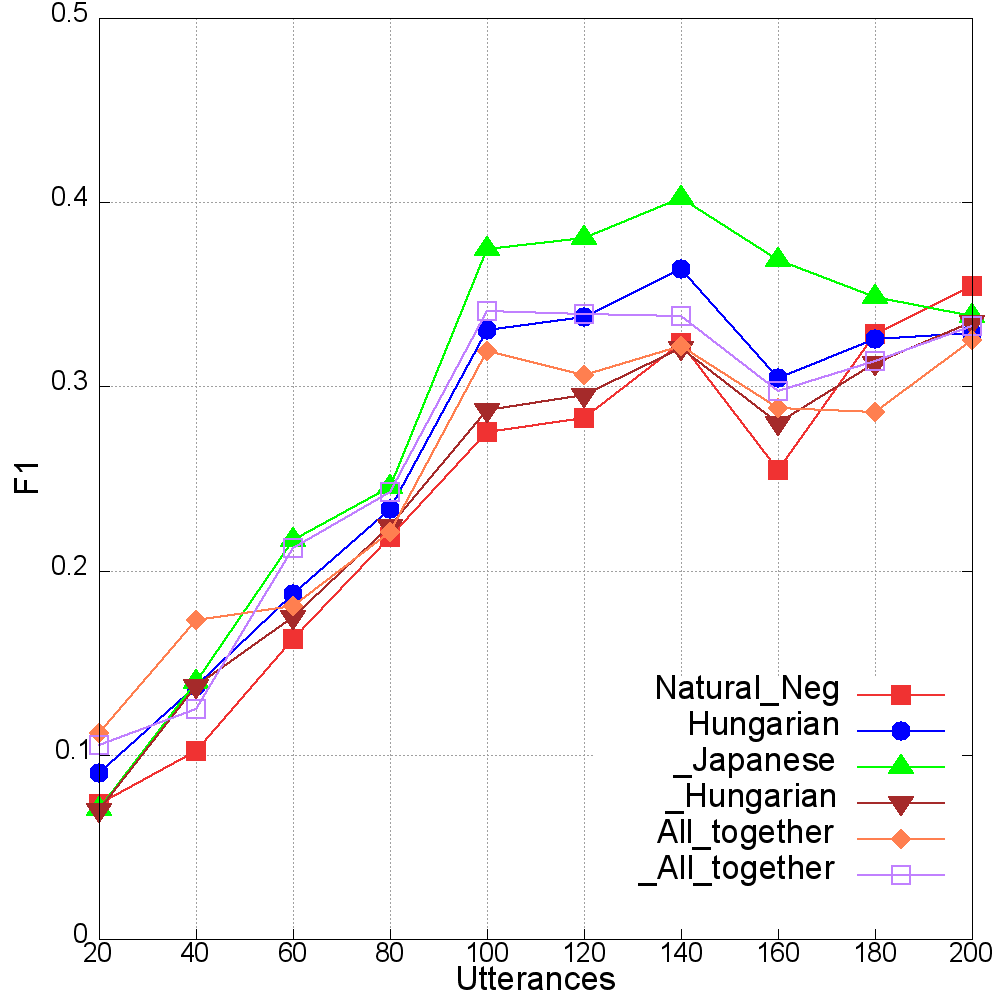 0.5
0.4
0.3
0.2
0.1
0
F1
Natural_Neg
Hungarian
_Japanese
_Hungarian
All_together
_All_together
20 40 60 80 100 120 140 160 180 200
Utterances